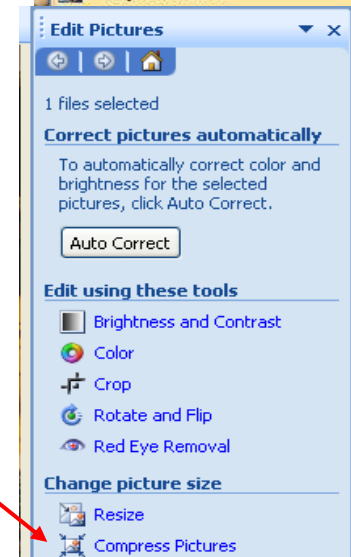 Edit Pictures
1 files selected
Correct pictures automatically
To automatically correct color and
brightness for the selected
pictures, click Auto Correct.
Auto Correct
Edit using these tools
Brightness and Contrast
Color
Crop
Rotate and Flip
Red Eye Removal
Change picture size
Resize
Compress Pictures